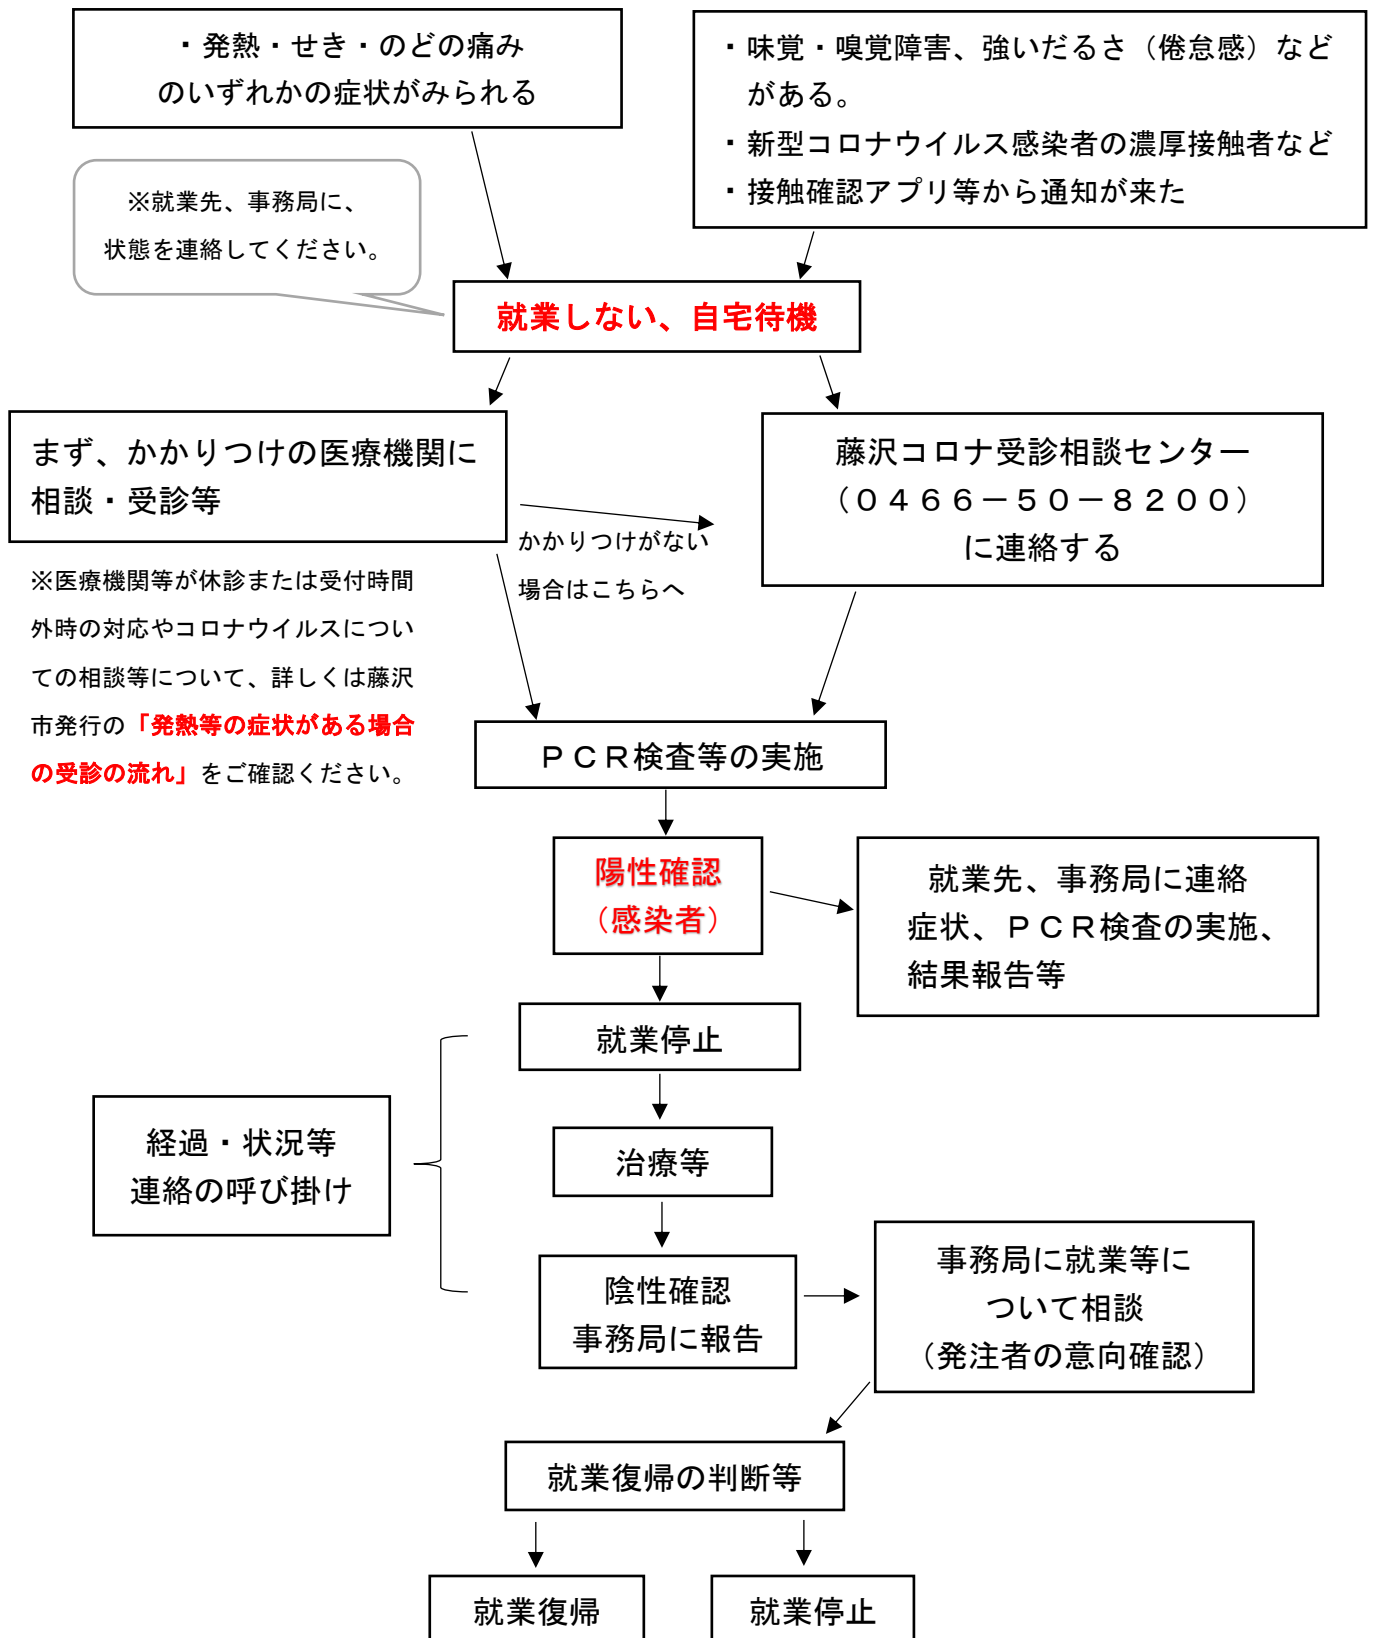 ・発熱・せき・のどの痛み
のいずれかの症状がみられる
・味覚・嗅覚障害、強いだるさ（倦怠感）など
がある。
・新型コロナウイルス感染者の濃厚接触者など
・接触確認アプリ等から通知が来た
※就業先、事務局に、
状態を連絡してください。
就業しない、自宅待機
まず、かかりつけの医療機関に
相談・受診等
藤沢コロナ受診相談センター
（０４６６－５０－８２００）
に連絡する
かかりつけがない
場合はこちらへ
※医療機関等が休診または受付時間
外時の対応やコロナウイルスについ
ての相談等について、詳しくは藤沢
市発行の「発熱等の症状がある場合
の受診の流れ」をご確認ください。
ＰＣＲ検査等の実施
陽性確認
（感染者）
就業先、事務局に連絡
症状、ＰＣＲ検査の実施、
結果報告等
就業停止
経過・状況等
連絡の呼び掛け
治療等
陰性確認
事務局に報告
事務局に就業等に
ついて相談
（発注者の意向確認）
就業復帰の判断等
就業復帰
就業停止